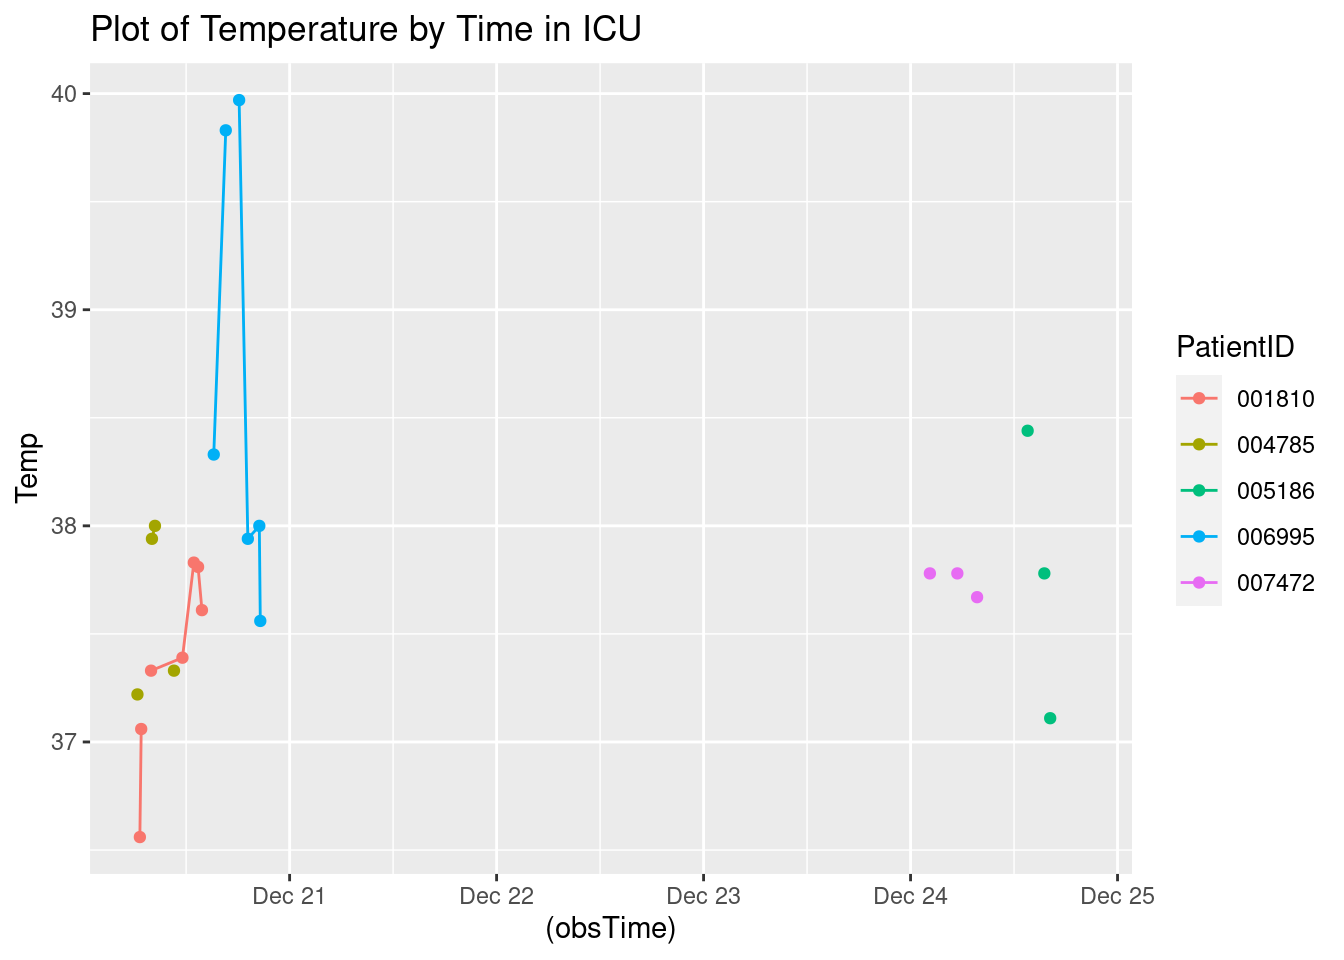 Plot of Temperature by Time in ICU
40
39
38
37
Temp
Dec 21 Dec 22 Dec 23 Dec 24 Dec 25
(obsTime)
PatientID
001810
004785
005186
006995
007472